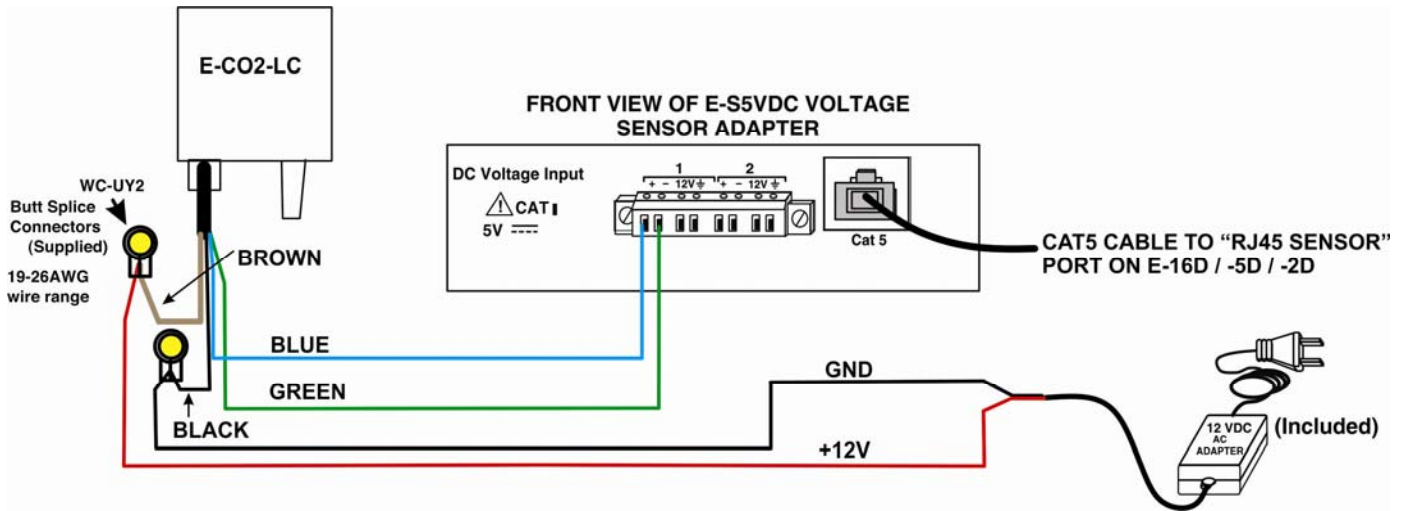 E-CO2-LC
FRONT VIEW OF E-S5VDC VOLTAGE
SENSOR ADAPTER
DC Voltage Input
CAT I
5V
1 2
+ - 12V + - 12V
Cat 5
CAT5 CABLE TO “RJ45 SENSOR”
PORT ON E-16D / -5D / -2D
WC-UY2
Butt Splice
Connectors
(Supplied)
19-26AWG
wire range
BROWN
BLUE
GREEN
BLACK
GND
+12V
12 VDC
AC
ADAPTER
(Included)